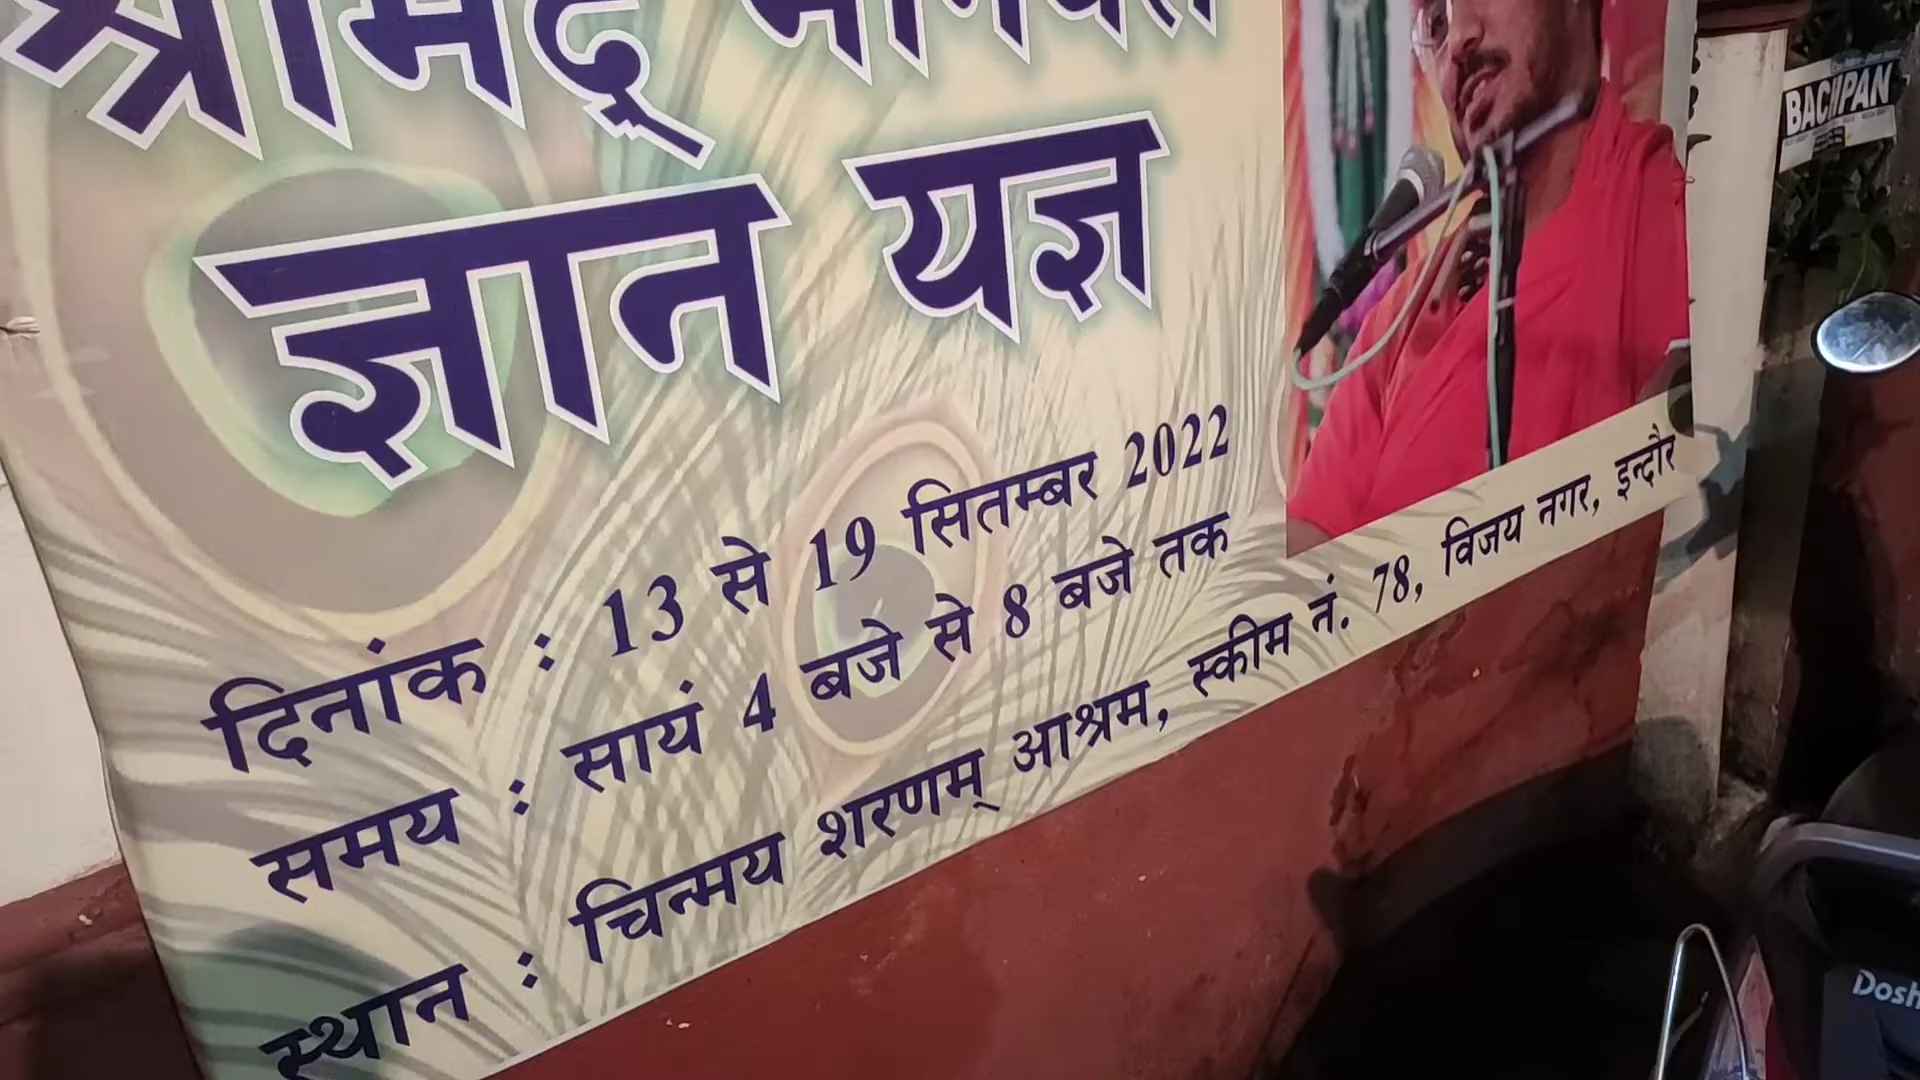 श्रीमद् भागवत
ज्ञान यज्ञ
दिनांक : 13 से 19 सितम्बर 2022
समय : सायं 4 बजे से 8 बजे तक
स्थान : चिन्मय शरणम् आश्रम, स्कीम नं. 78, विजय नगर, इन्दौर
BACHPAN
Dosh